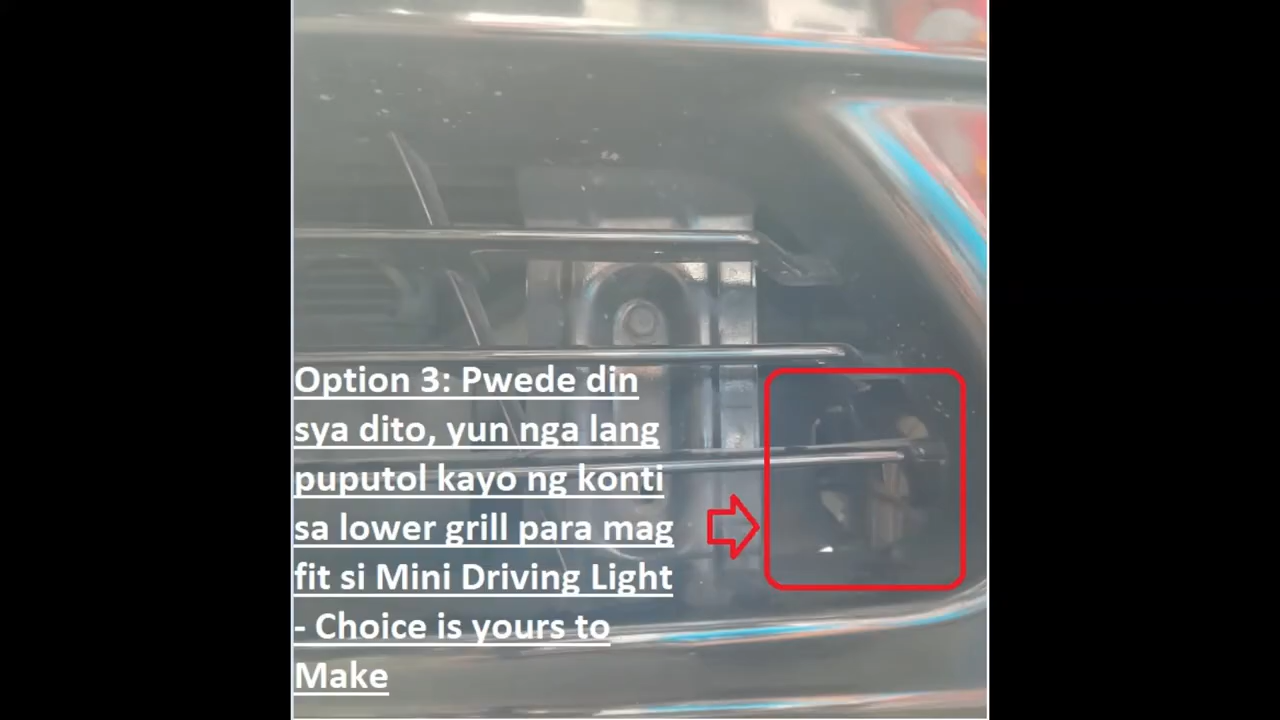 Option 3: Pwede din
sya dito, yun nga lang
puputol kayo ng konti
sa lower grill para mag
fit si Mini Driving Light
- Choice is yours to
Make